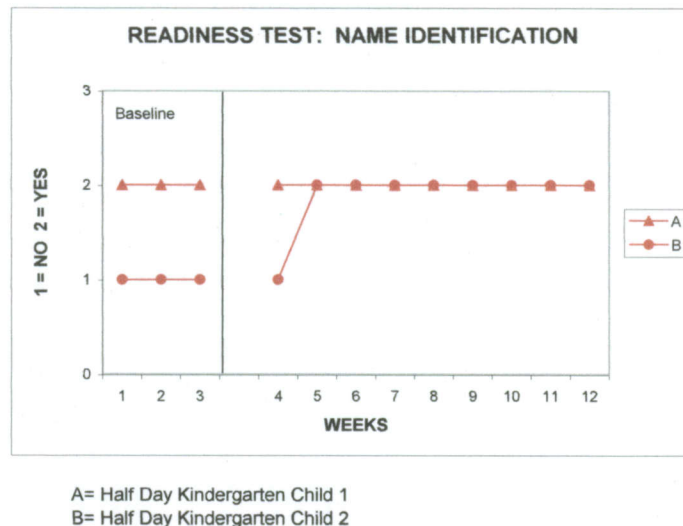 READINESS TEST:  NAME IDENTIFICATION
3
Baseline
2
1
0
1 = NO  2 = YES
A
B
1 2 3 4 5 6 7 8 9 10 11 12
WEEKS
A= Half Day Kindergarten Child 1
B= Half Day Kindergarten Child 2